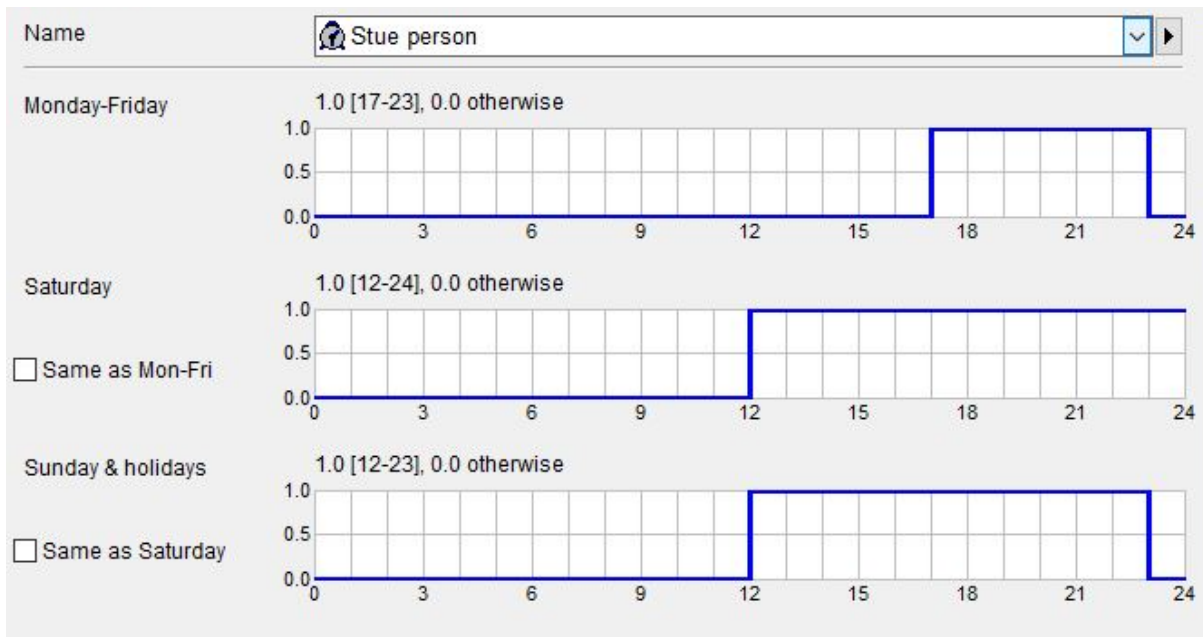 Name
Stue person
Monday-Friday
1.0 [17-23], 0.0 otherwise
1.0
0.5
0.0
0 3 6 9 12 15 18 21 24
Saturday
1.0 [12-24], 0.0 otherwise
1.0
0.5
Same as Mon-Fri
0.0
0 3 6 9 12 15 18 21 24
Sunday & holidays
1.0 [12-23], 0.0 otherwise
1.0
0.5
Same as Saturday
0.0
0 3 6 9 12 15 18 21 24